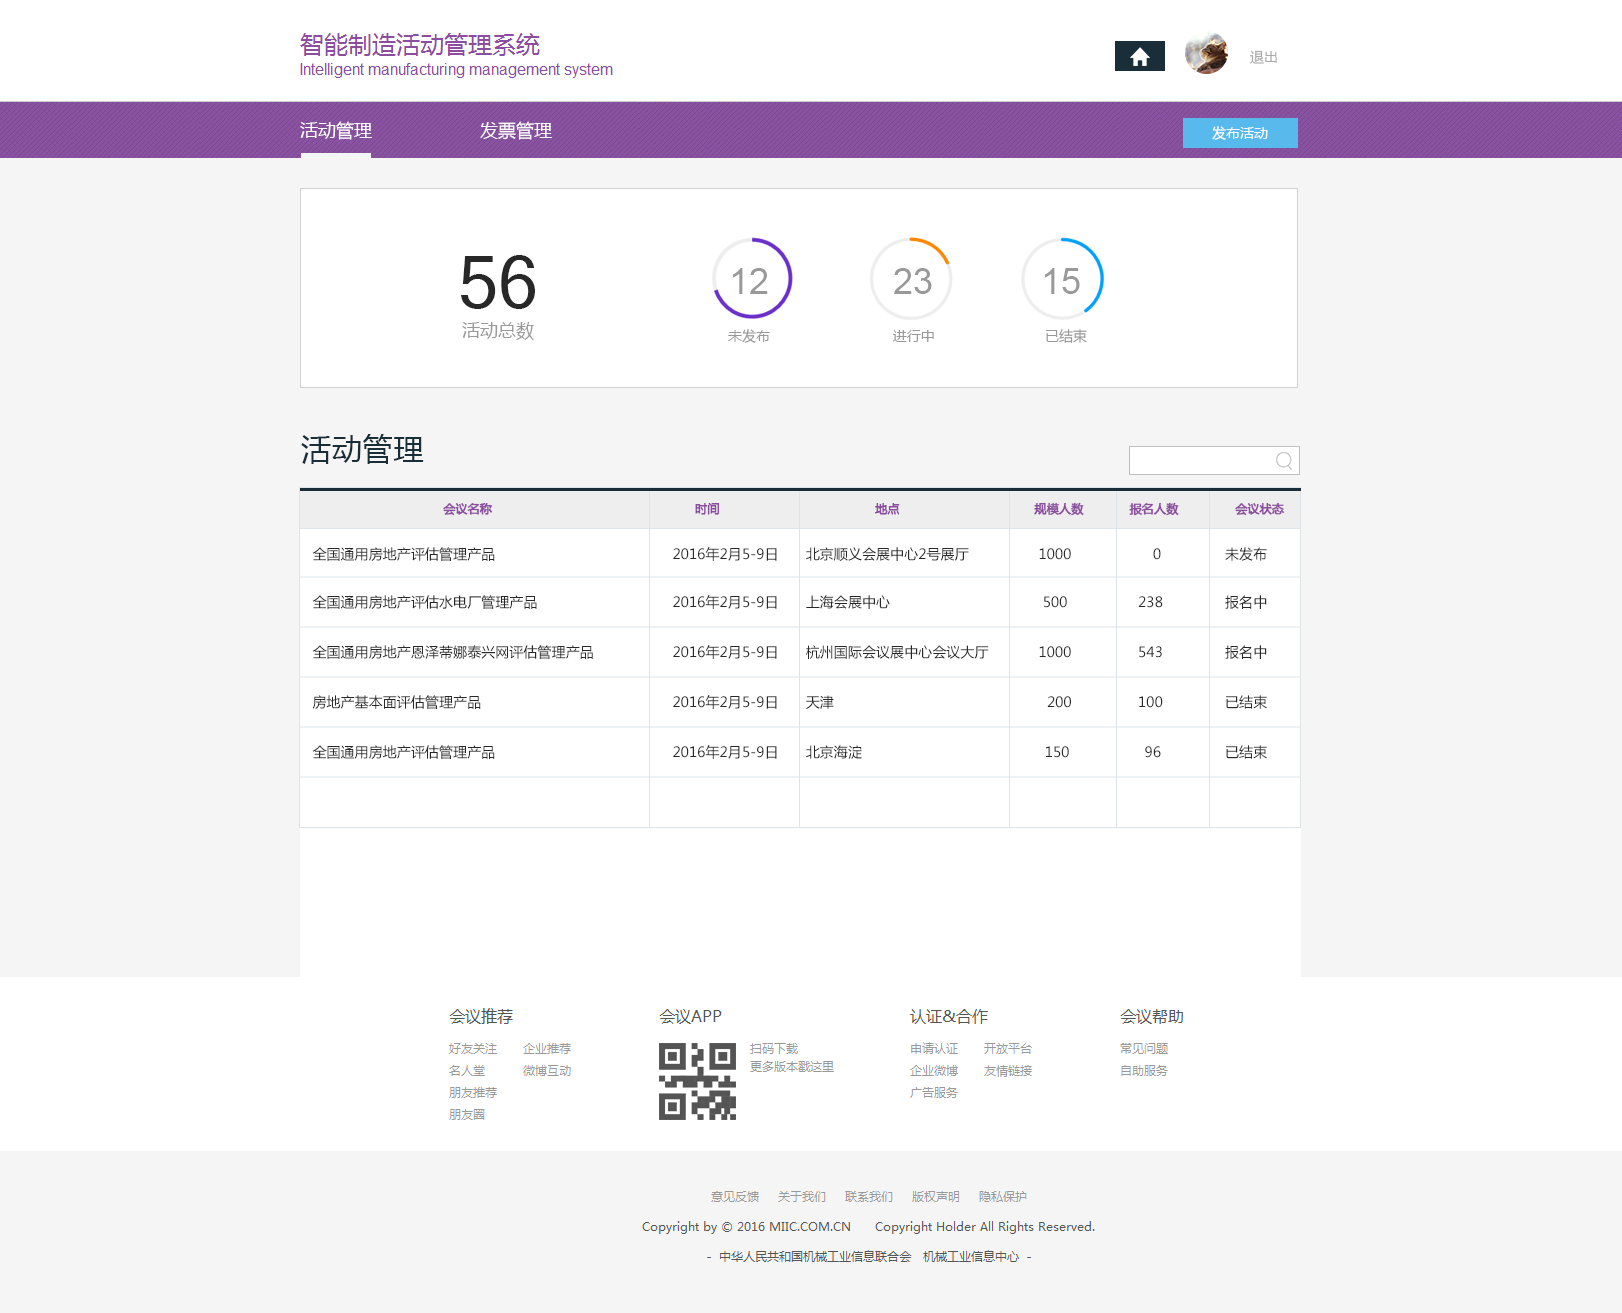 智能制造活动管理系统
Intelligent manufacturing management system
退出
活动管理 发票管理 发布活动
56
活动总数
12
未发布
23
进行中
15
已结束
活动管理
会议名称 时间 地点 规模人数 报名人数 会议状态
全国通用房地产评估管理产品 2016年2月5-9日 北京顺义会展中心2号展厅 1000 0 未发布
全国通用房地产评估水电厂管理产品 2016年2月5-9日 上海会展中心 500 238 报名中
全国通用房地产恩泽蒂娜泰兴网评估管理产品 2016年2月5-9日 杭州国际会议展中心会议大厅 1000 543 报名中
房地产基本面评估管理产品 2016年2月5-9日 天津 200 100 已结束
全国通用房地产评估管理产品 2016年2月5-9日 北京海淀 150 96 已结束
会议推荐
好友关注 企业推荐
名人堂 微博互动
朋友推荐
朋友圈
会议APP
扫码下载
更多版本戳这里
认证&合作
申请认证 开放平台
企业微博 友情链接
广告服务
会议帮助
常见问题
自助服务
意见反馈 关于我们 联系我们 版权声明 隐私保护
Copyright by © 2016 MIIC.COM.CN Copyright Holder All Rights Reserved.
- 中华人民共和国机械工业信息联合会 机械工业信息中心 -